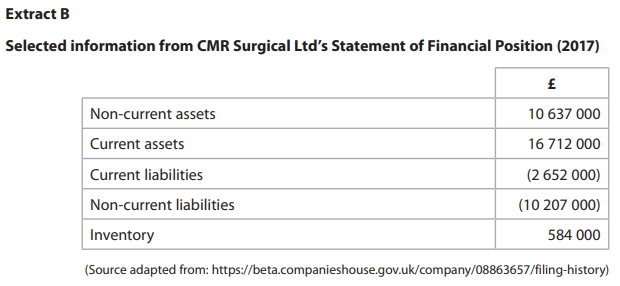 Extract B
Selected information from CMR Surgical Ltd's Statement of Financial Position (2017)
£
Non-current assets 10 637 000
Current assets 16 712 000
Current liabilities (2 652 000)
Non-current liabilities (10 207 000)
Inventory 584 000
(Source adapted from: https://beta.companieshouse.gov.uk/company/08863657/filing-history)